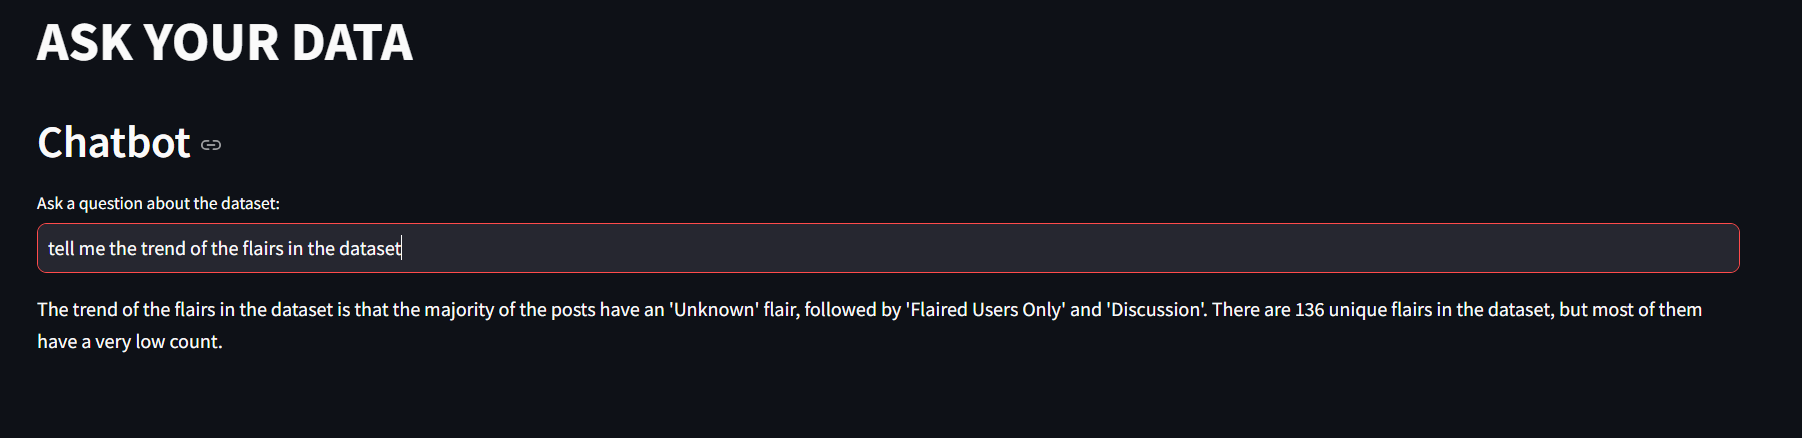 ASK YOUR DATA
Chatbot
Ask a question about the dataset:
tell me the trend of the flairs in the dataset
The trend of the flairs in the dataset is that the majority of the posts have an 'Unknown' flair, followed by 'Flaired Users Only' and 'Discussion'. There are 136 unique flairs in the dataset, but most of them
have a very low count.